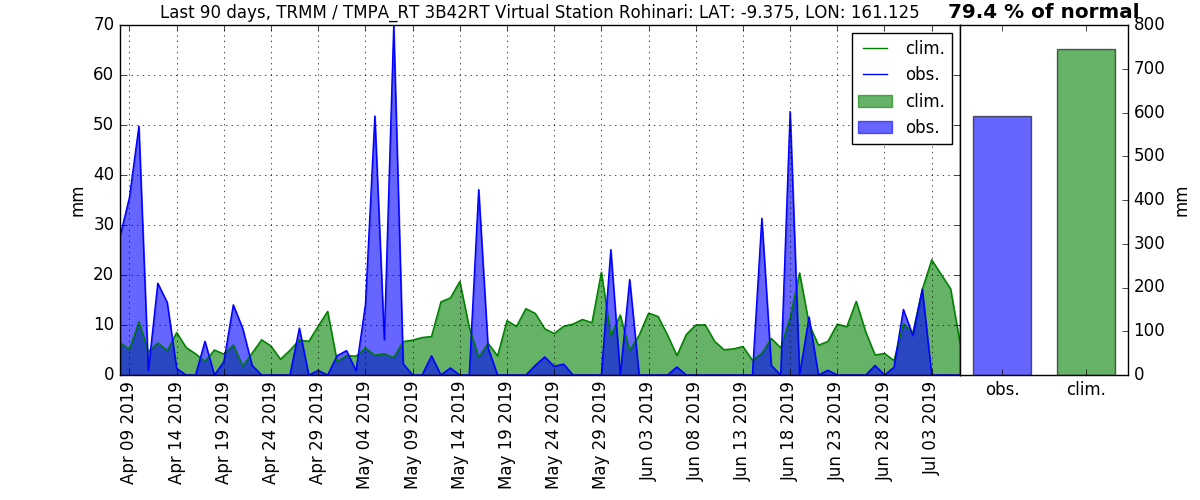 Last 90 days, TRMM / TMPA_RT 3B42RT Virtual Station Rohinari: LAT: -9.375, LON: 161.125
79.4 % of normal
70
60
50
40
30
20
10
0
mm
clim.
obs.
clim.
obs.
Apr 09 2019
Apr 14 2019
Apr 19 2019
Apr 24 2019
Apr 29 2019
May 04 2019
May 09 2019
May 14 2019
May 19 2019
May 24 2019
May 29 2019
Jun 03 2019
Jun 08 2019
Jun 13 2019
Jun 18 2019
Jun 23 2019
Jun 28 2019
Jul 03 2019
800
700
600
500
400
300
200
100
0
mm
obs.
clim.